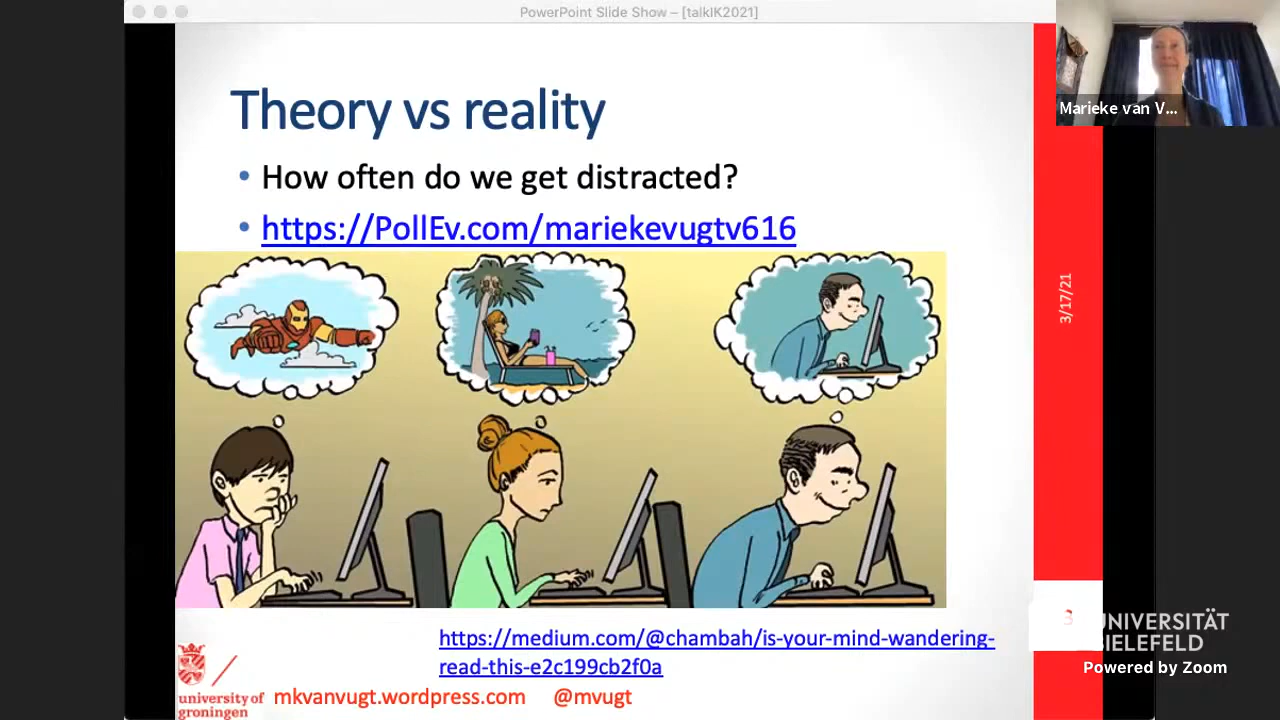 PowerPoint Slide Show – [talkIK2021]
Marieke van V...
Theory vs reality
• How often do we get distracted?
• https://PollEv.com/mariekevugtv616
3/17/21
3
UNIVERSITÄT
BIELEFELD
Powered by Zoom
https://medium.com/@chambah/is-your-mind-wandering-
read-this-e2c199cb2f0a
university of
groningen
mkvanvugt.wordpress.com @mvugt